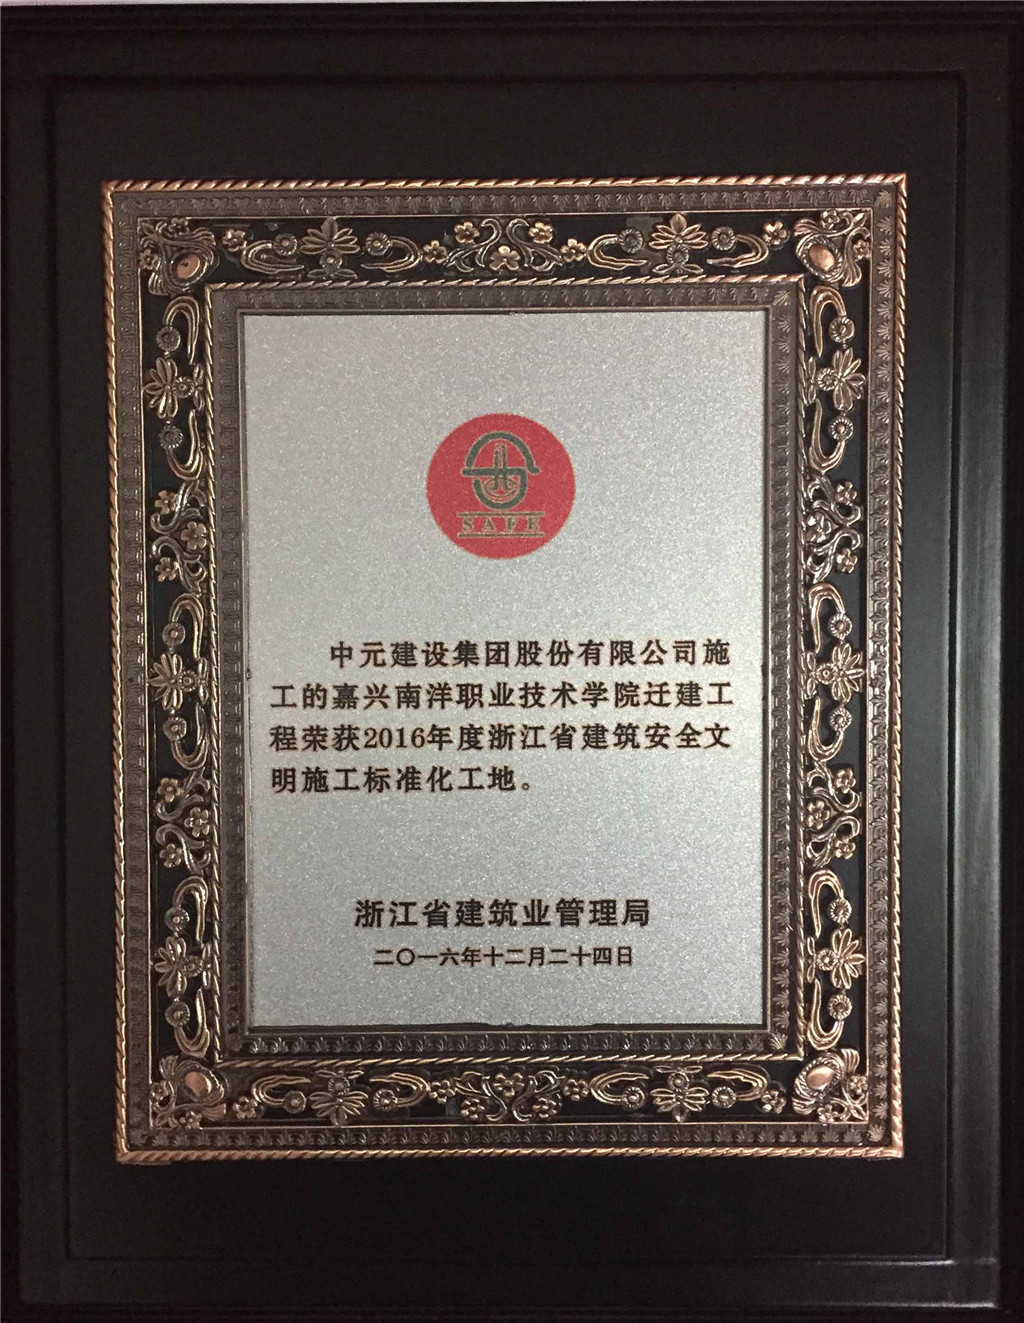 SAFE
中元建设集团股份有限公司施
工的嘉兴南洋职业技术学院迁建工
程荣获2016年度浙江省建筑安全文
明施工标准化工地。
浙江省建筑业管理局
二〇一六年十二月二十四日